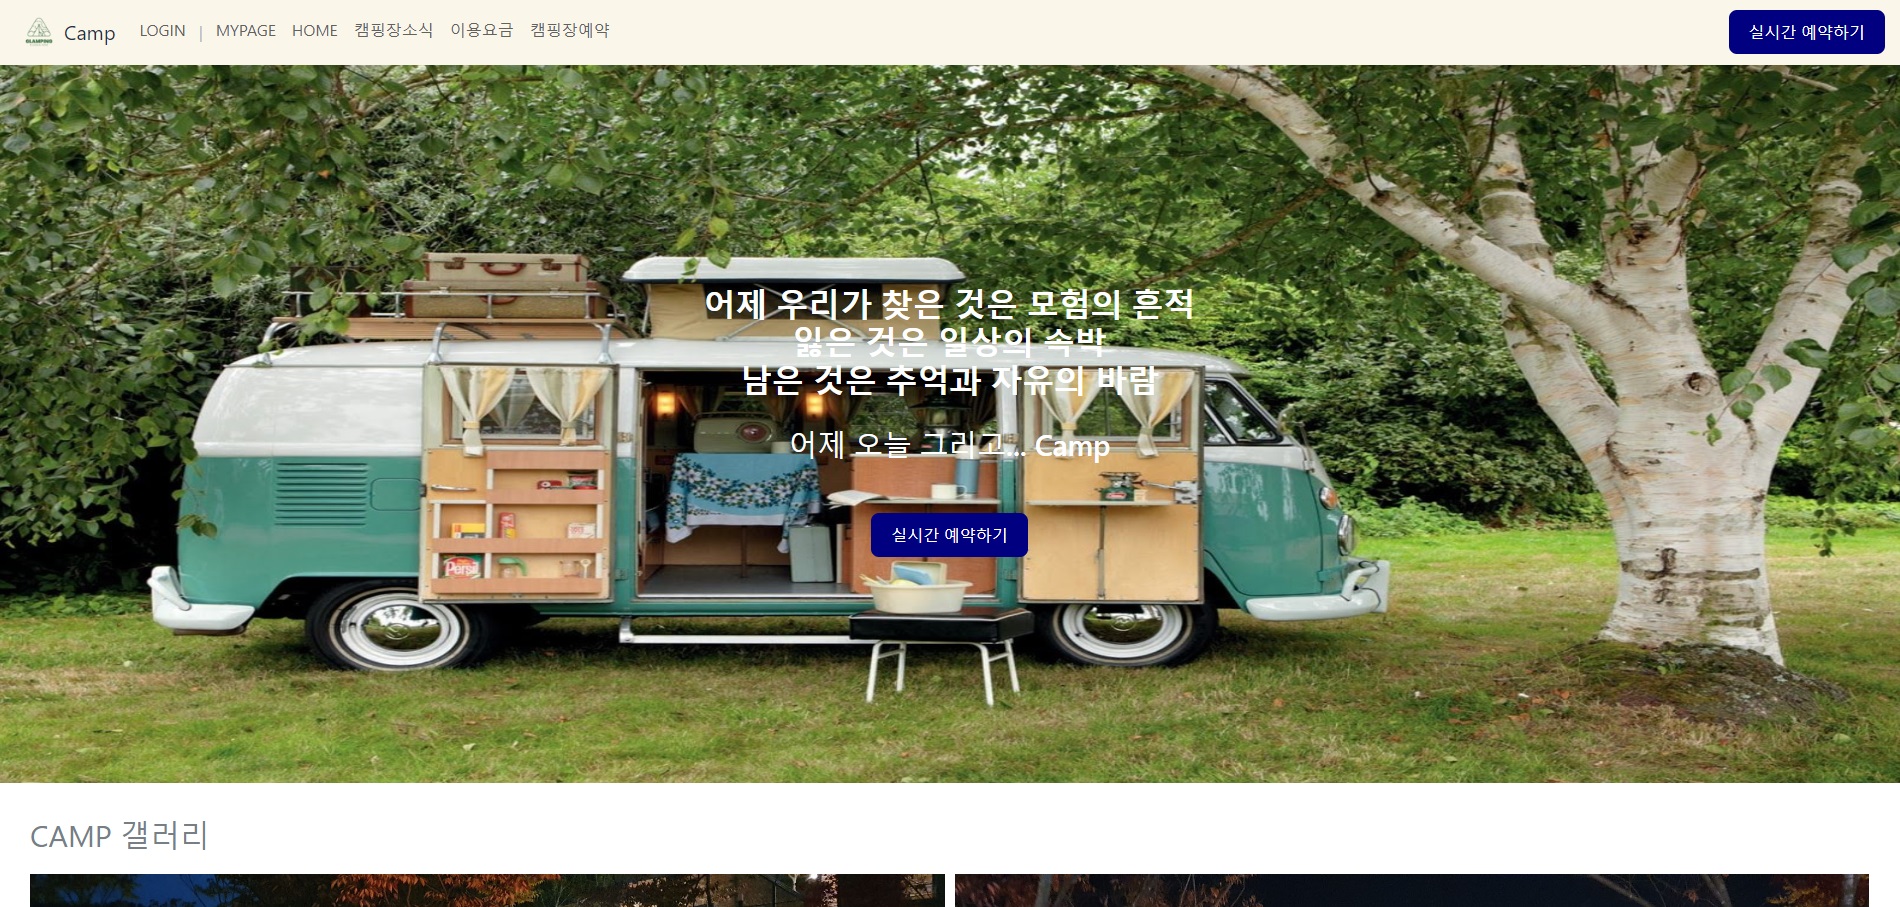 GLAMPING
Camp
LOGIN | MYPAGE HOME 캠핑장소식 이용요금 캠핑장예약
실시간 예약하기
어제 우리가 찾은 것은 모험의 흔적
잃은 것은 일상의 속박
남은 것은 추억과 자유의 바람
어제 오늘 그리고... Camp
Persil
실시간 예약하기
CAMP 갤러리